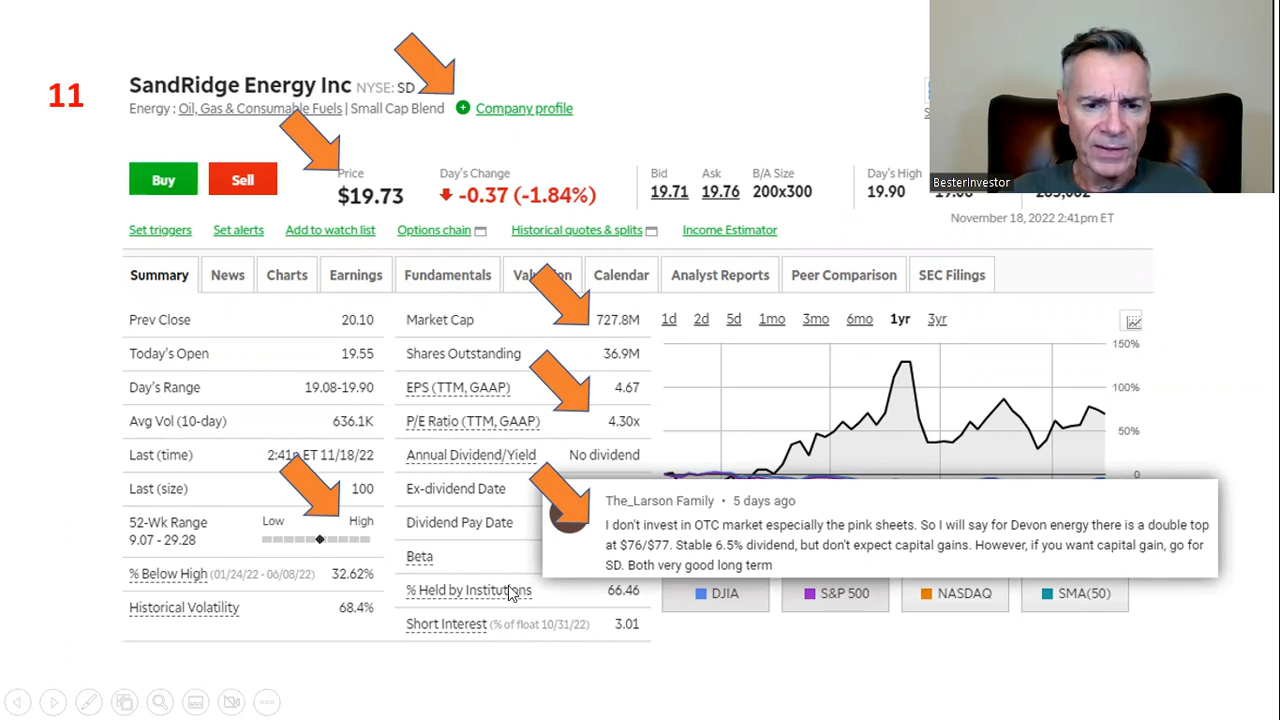 11
SandRidge Energy Inc NYSE: SD
Energy : Oil, Gas & Consumable Fuels | Small Cap Blend
Company profile
BesterInvestor
Buy
Sell
Price
$19.73
Day's Change
-0.37 (-1.84%)
Bid
19.71
Ask
19.76
B/A Size
200x300
Day's High
19.90
November 18, 2022 2:41pm ET
Set triggers
Set alerts
Add to watch list
Options chain
Historical quotes & splits
Income Estimator
Summary
News
Charts
Earnings
Fundamentals
Calendar
Analyst Reports
Peer Comparison
SEC Filings
Prev Close 20.10
Today's Open 19.55
Day's Range 19.08-19.90
Avg Vol (10-day) 636.1K
Last (time) 2:41p ET 11/18/22
Last (size) 100
52-Wk Range Low High
9.07 - 29.28
% Below High (01/24/22 - 06/08/22) 32.62%
Historical Volatility 68.4%
Market Cap 727.8M
Shares Outstanding 36.9M
EPS (TTM, GAAP) 4.67
P/E Ratio (TTM, GAAP) 4.30x
Annual Dividend/Yield No dividend
Ex-dividend Date
Dividend Pay Date
Beta
% Held by Institutions 66.46
Short Interest (% of float 10/31/22) 3.01
1d 2d 5d 1mo 3mo 6mo 1yr 3yr
150%
100%
50%
0
The_Larson Family • 5 days ago
I don't invest in OTC market especially the pink sheets. So I will say for Devon energy there is a double top
at $76/$77. Stable 6.5% dividend, but don't expect capital gains. However, if you want capital gain, go for
SD. Both very good long term
DJIA
S&P 500
NASDAQ
SMA(50)